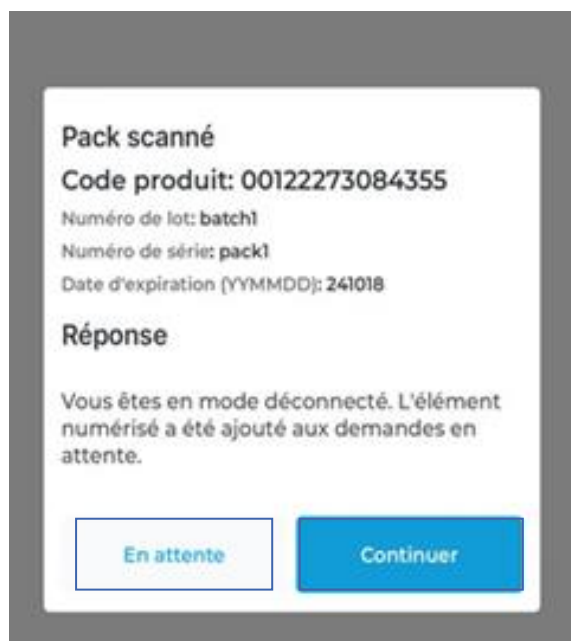 Pack scanné
Code produit: 00122273084355
Numéro de lot: batch1
Numéro de série: pack1
Date d'expiration (YYMMDD): 241018
Réponse
Vous êtes en mode déconnecté. L'élément
numérisé a été ajouté aux demandes en
attente.
En attente
Continuer